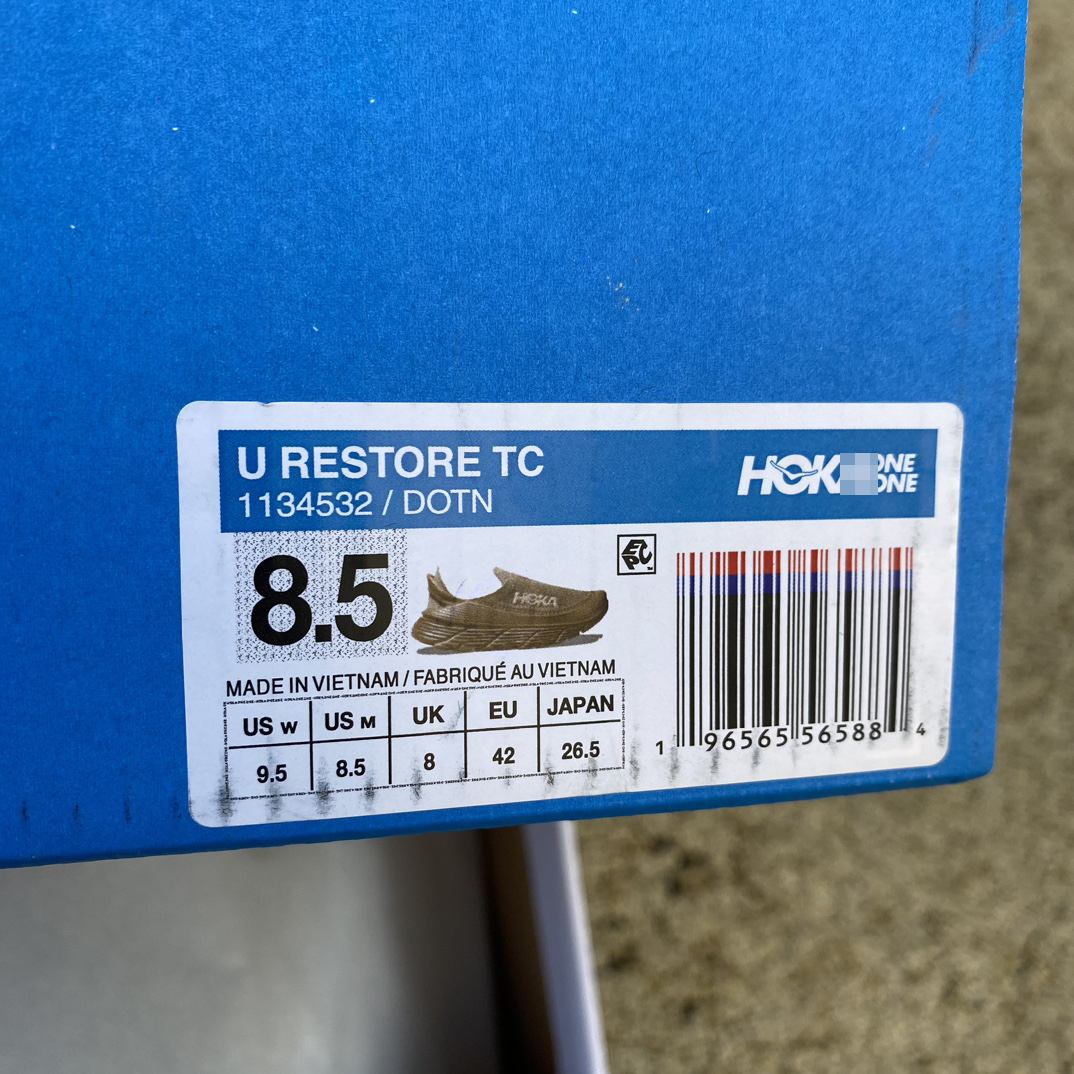 U RESTORE TC
1134532 / DOTN
HOK
ONE
ONE
8.5
HOKA
MADE IN VIETNAM / FABRIQUÉ AU VIETNAM
US W US M UK EU JAPAN
9.5 8.5 8 42 26.5
1 96565 56588 4